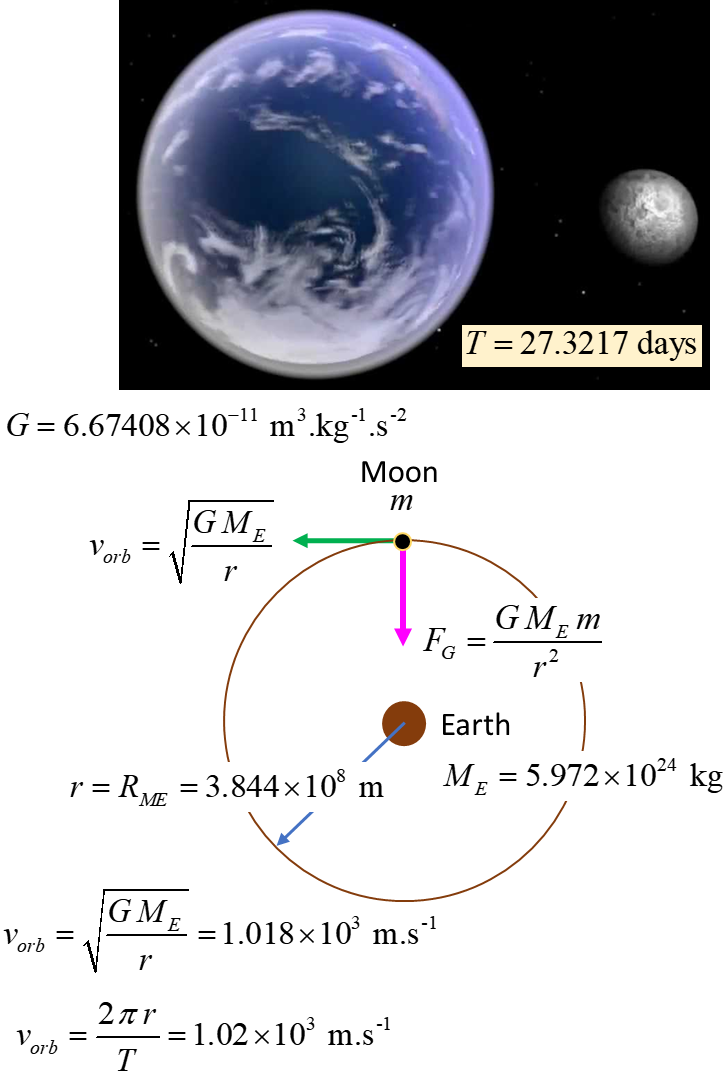 T = 27.3217 days
G = 6.67408×10⁻¹¹ m³.kg⁻¹.s⁻²
Moon
m
v_orb = √(G M_E / r)
F_G = G M_E m / r²
Earth
r = R_ME = 3.844×10⁸ m
M_E = 5.972×10²⁴ kg
v_orb = √(G M_E / r) = 1.018×10³ m.s⁻¹
v_orb = 2π r / T = 1.02×10³ m.s⁻¹